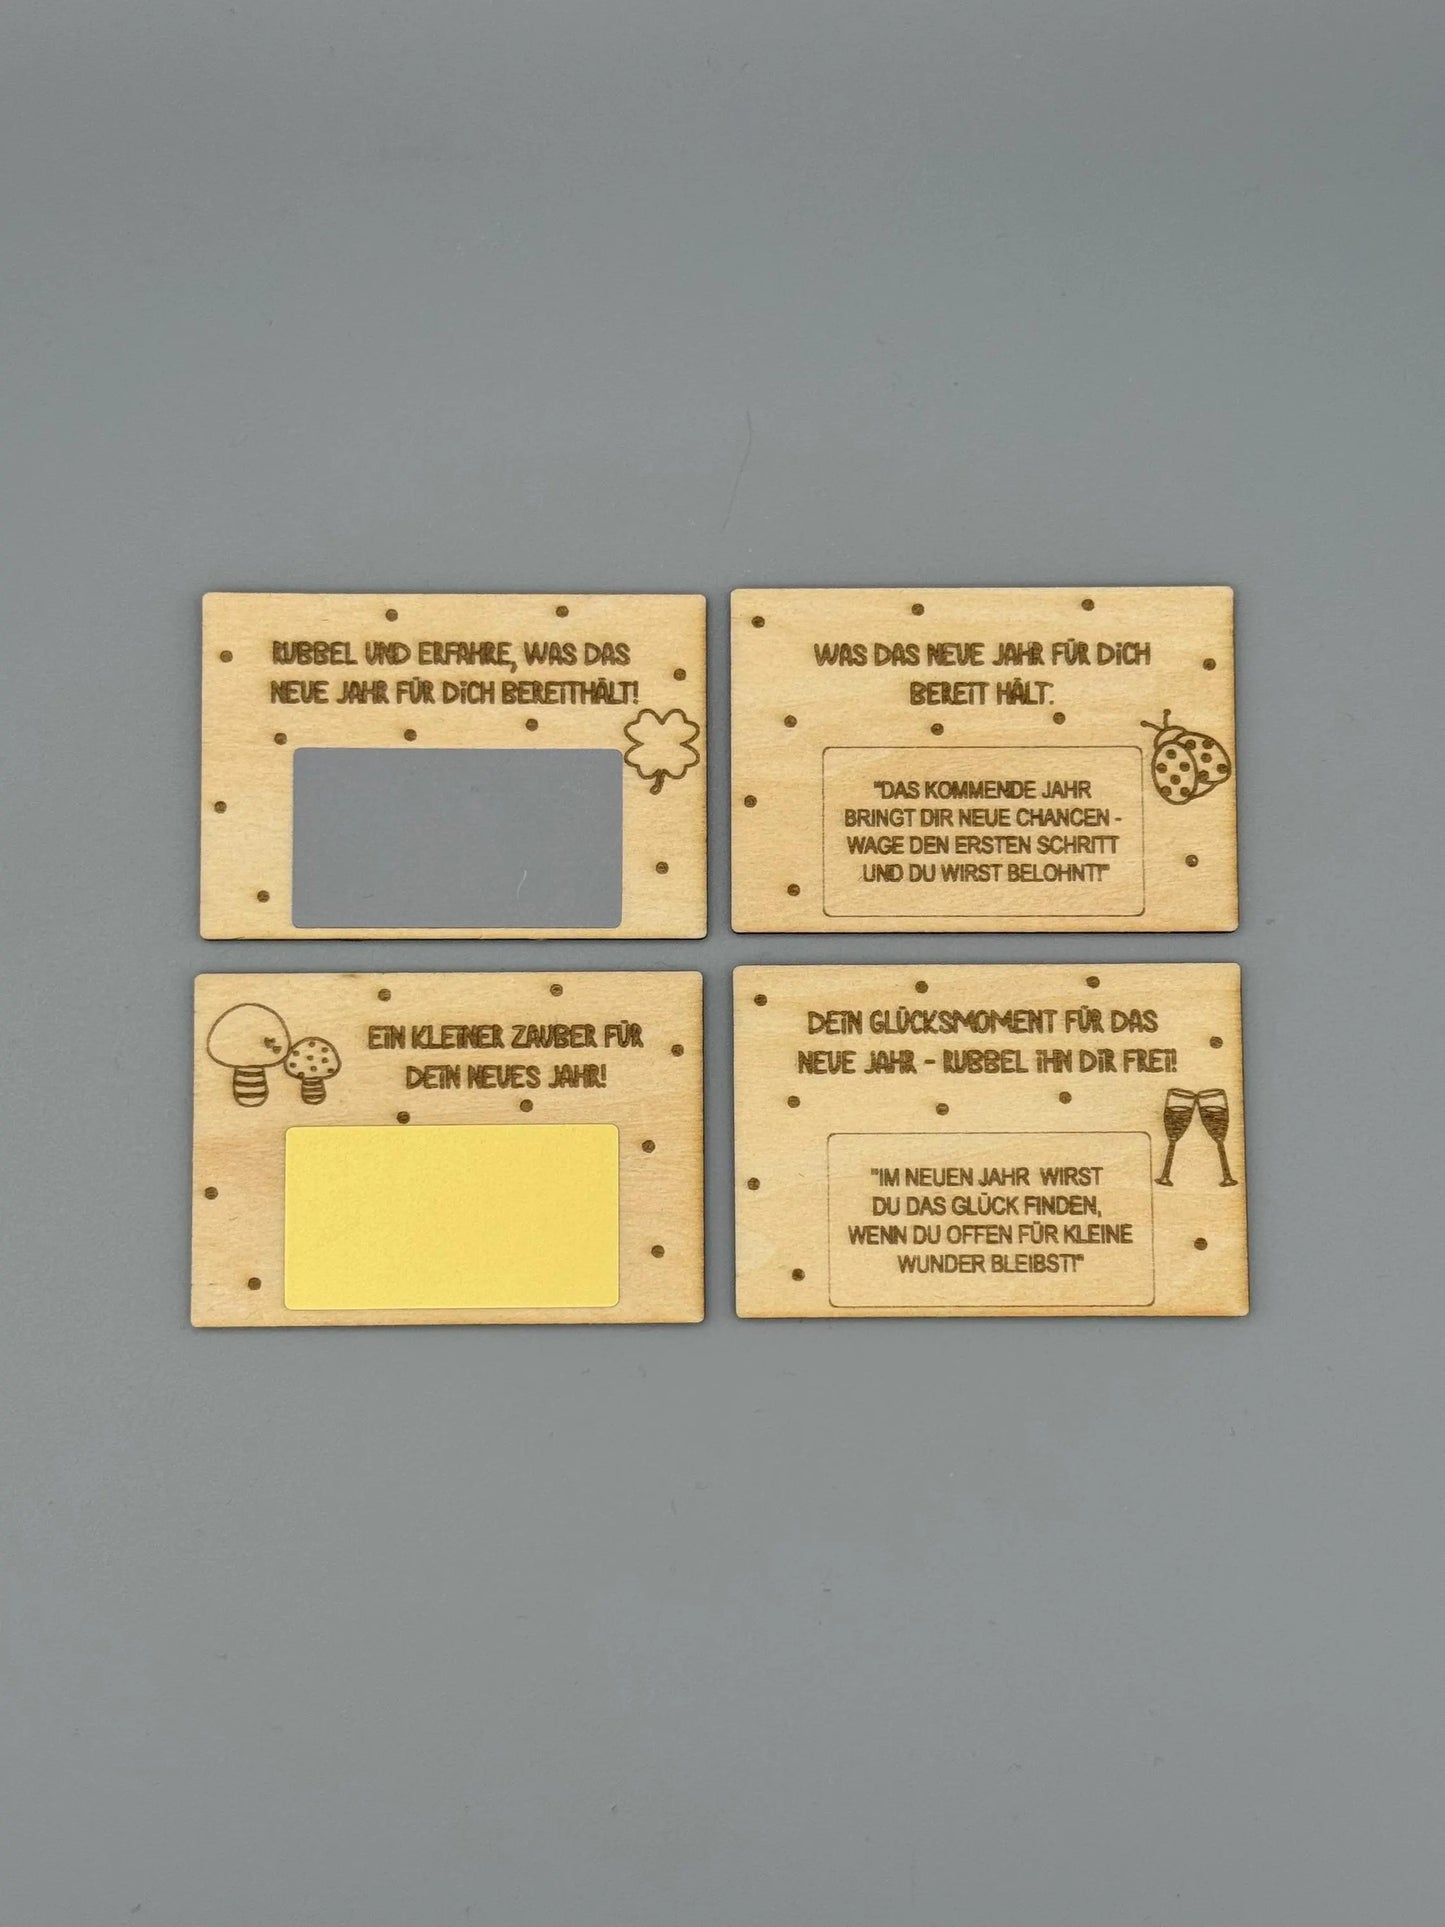 RUBBEL UND ERFAHRE, WAS DAS
NEUE JAHR FÜR DiCH BEREITHÄLT!
WAS DAS NEUE JAHR FÜR DiCH
BEREIT HÄLT.
"DAS KOMMENDE JAHR
BRINGT DIR NEUE CHANCEN -
WAGE DEN ERSTEN SCHRITT
UND DU WIRST BELOHNT!"
EiN KLEINER ZAUBER FÜR
DEiN NEUES JAHR!
DEiN GLÜCKSMOMENT FÜR DAS
NEUE JAHR - RUBBEL iHN DiR FREI!
"IM NEUEN JAHR WIRST
DU DAS GLÜCK FINDEN,
WENN DU OFFEN FÜR KLEINE
WUNDER BLEIBST!"